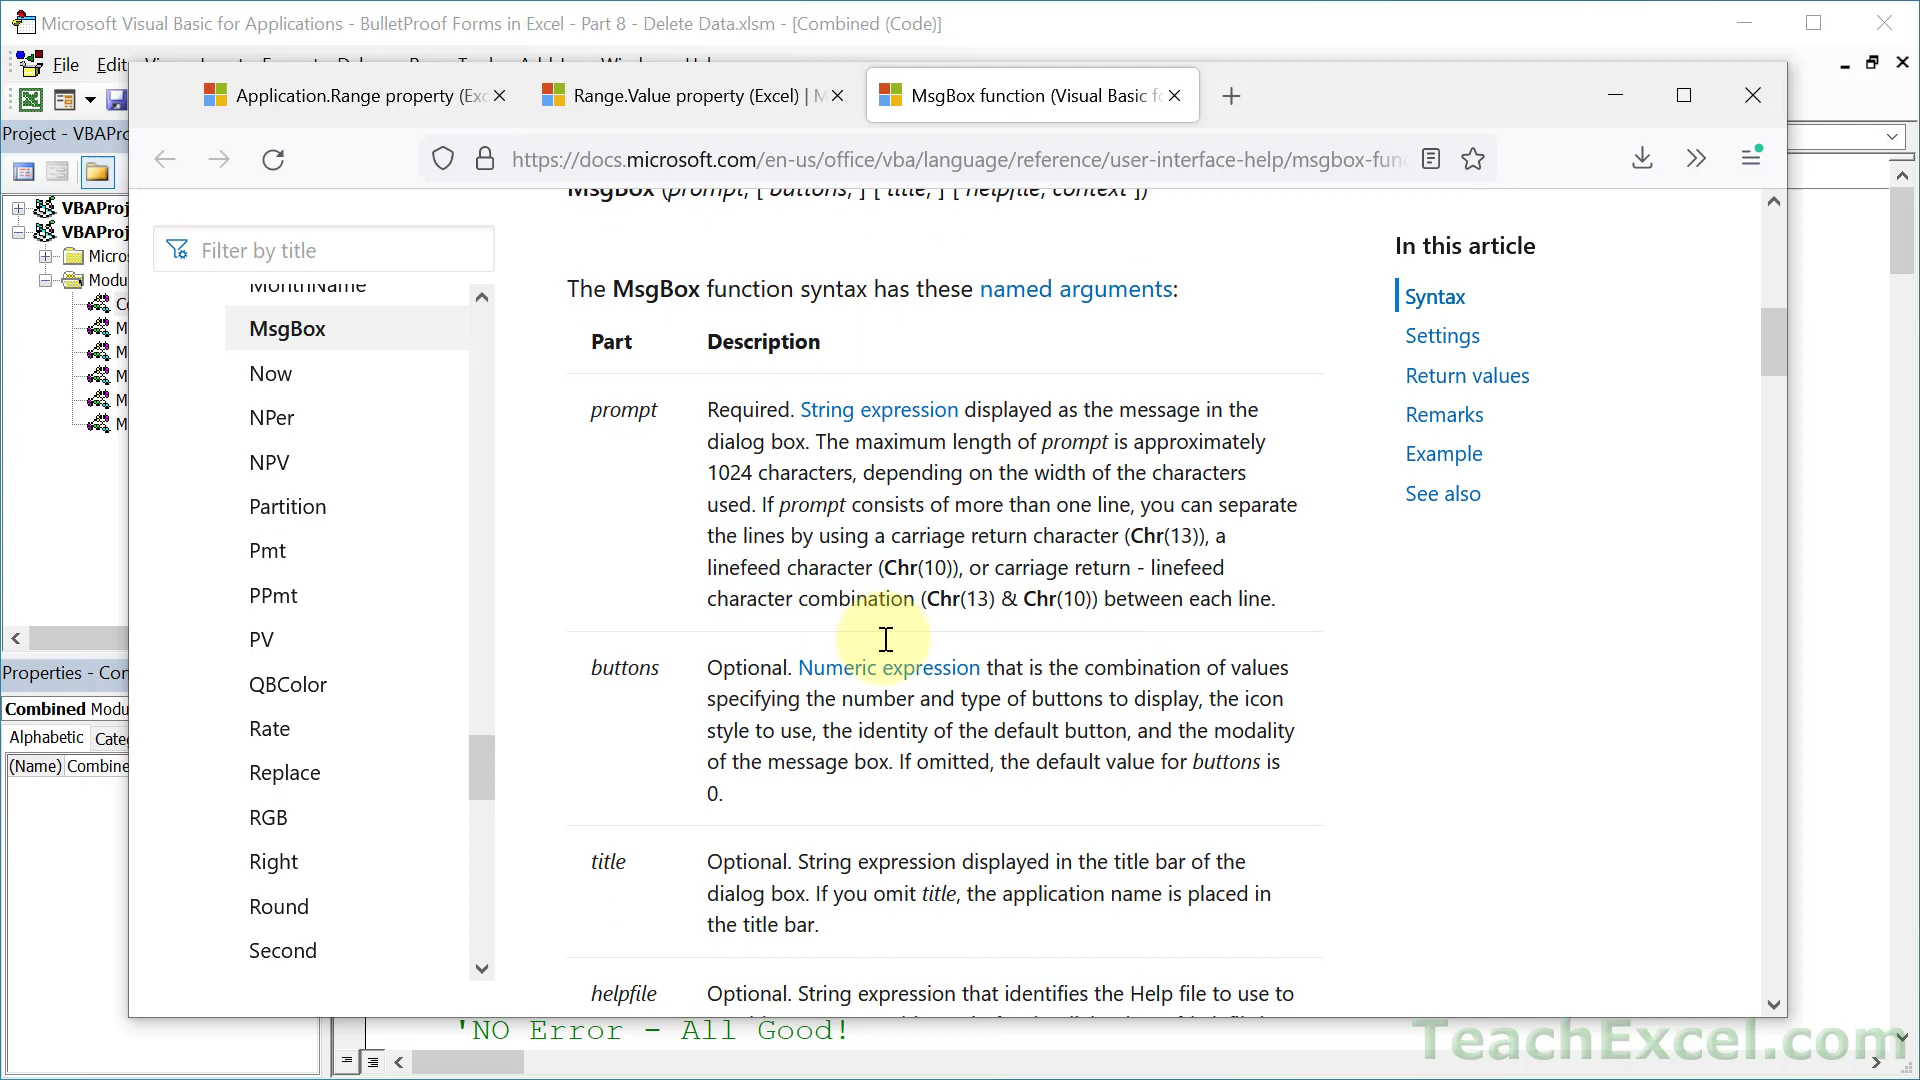 Microsoft Visual Basic for Applications - BulletProof Forms in Excel - Part 8 - Delete Data.xlsm - [Combined (Code)]
File Edit
Application.Range property (Exc
Range.Value property (Excel) | M
MsgBox function (Visual Basic fo
Project - VBAPro
https://docs.microsoft.com/en-us/office/vba/language/reference/user-interface-help/msgbox-fun
VBAProj
VBAProj
Micros
Modu
C
M
M
M
M
M
Properties - Con
Combined Modu
Alphabetic Cate
(Name) Combine
Filter by title
MonthName
MsgBox
Now
NPer
NPV
Partition
Pmt
PPmt
PV
QBColor
Rate
Replace
RGB
Right
Round
Second
MsgBox (prompt, [ buttons, ] [ title, ] [ helpfile, context ])
The MsgBox function syntax has these named arguments:
Part Description
prompt Required. String expression displayed as the message in the
dialog box. The maximum length of prompt is approximately
1024 characters, depending on the width of the characters
used. If prompt consists of more than one line, you can separate
the lines by using a carriage return character (Chr(13)), a
linefeed character (Chr(10)), or carriage return - linefeed
character combination (Chr(13) & Chr(10)) between each line.
buttons Optional. Numeric expression that is the combination of values
specifying the number and type of buttons to display, the icon
style to use, the identity of the default button, and the modality
of the message box. If omitted, the default value for buttons is
0.
title Optional. String expression displayed in the title bar of the
dialog box. If you omit title, the application name is placed in
the title bar.
helpfile Optional. String expression that identifies the Help file to use to
In this article
Syntax
Settings
Return values
Remarks
Example
See also
'NO Error - All Good!
TeachExcel.com